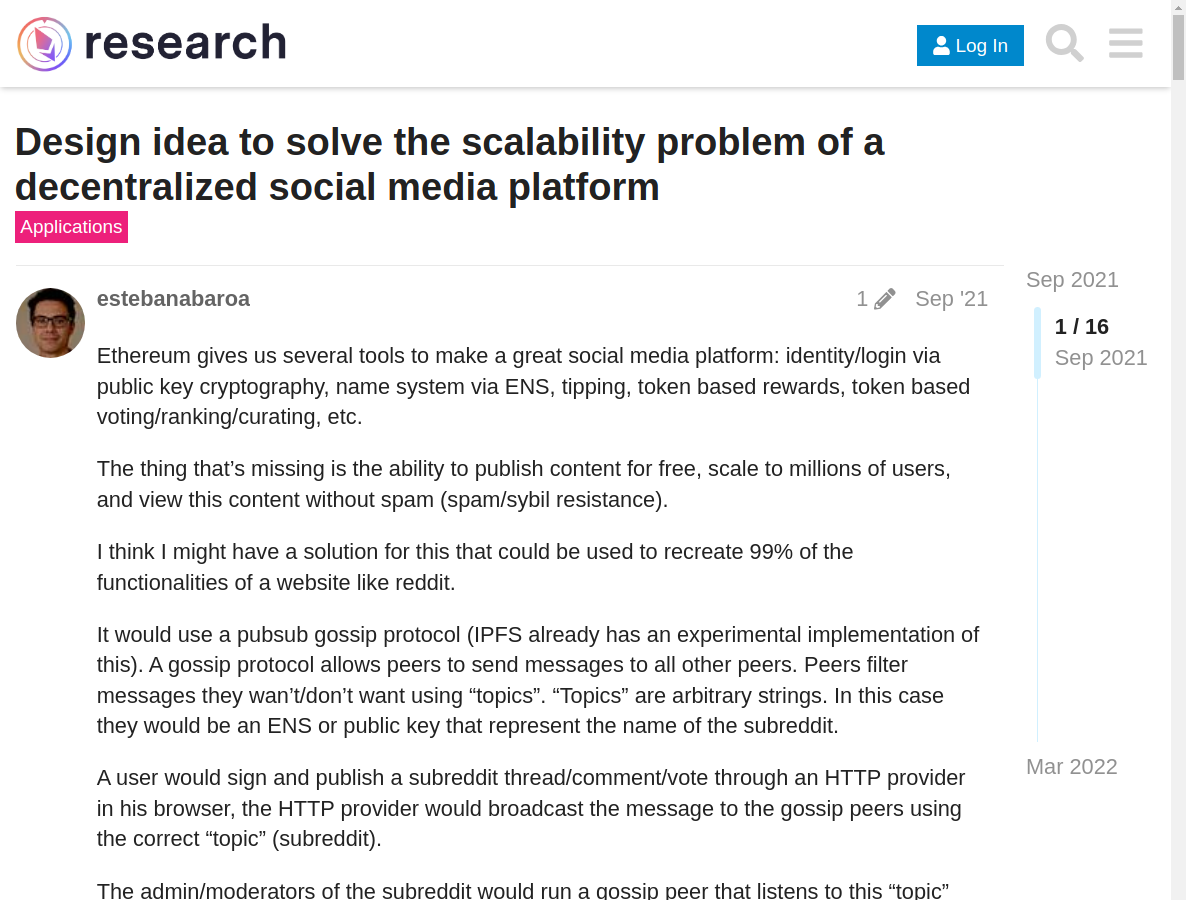 research
Log In
Design idea to solve the scalability problem of a
decentralized social media platform
Applications
estebanabaroa
1
Sep '21
Sep 2021
1 / 16
Sep 2021
Ethereum gives us several tools to make a great social media platform: identity/login via
public key cryptography, name system via ENS, tipping, token based rewards, token based
voting/ranking/curating, etc.
The thing that’s missing is the ability to publish content for free, scale to millions of users,
and view this content without spam (spam/sybil resistance).
I think I might have a solution for this that could be used to recreate 99% of the
functionalities of a website like reddit.
It would use a pubsub gossip protocol (IPFS already has an experimental implementation of
this). A gossip protocol allows peers to send messages to all other peers. Peers filter
messages they wan’t/don’t want using “topics”. “Topics” are arbitrary strings. In this case
they would be an ENS or public key that represent the name of the subreddit.
Mar 2022
A user would sign and publish a subreddit thread/comment/vote through an HTTP provider
in his browser, the HTTP provider would broadcast the message to the gossip peers using
the correct “topic” (subreddit).
The admin/moderators of the subreddit would run a gossip peer that listens to this “topic”